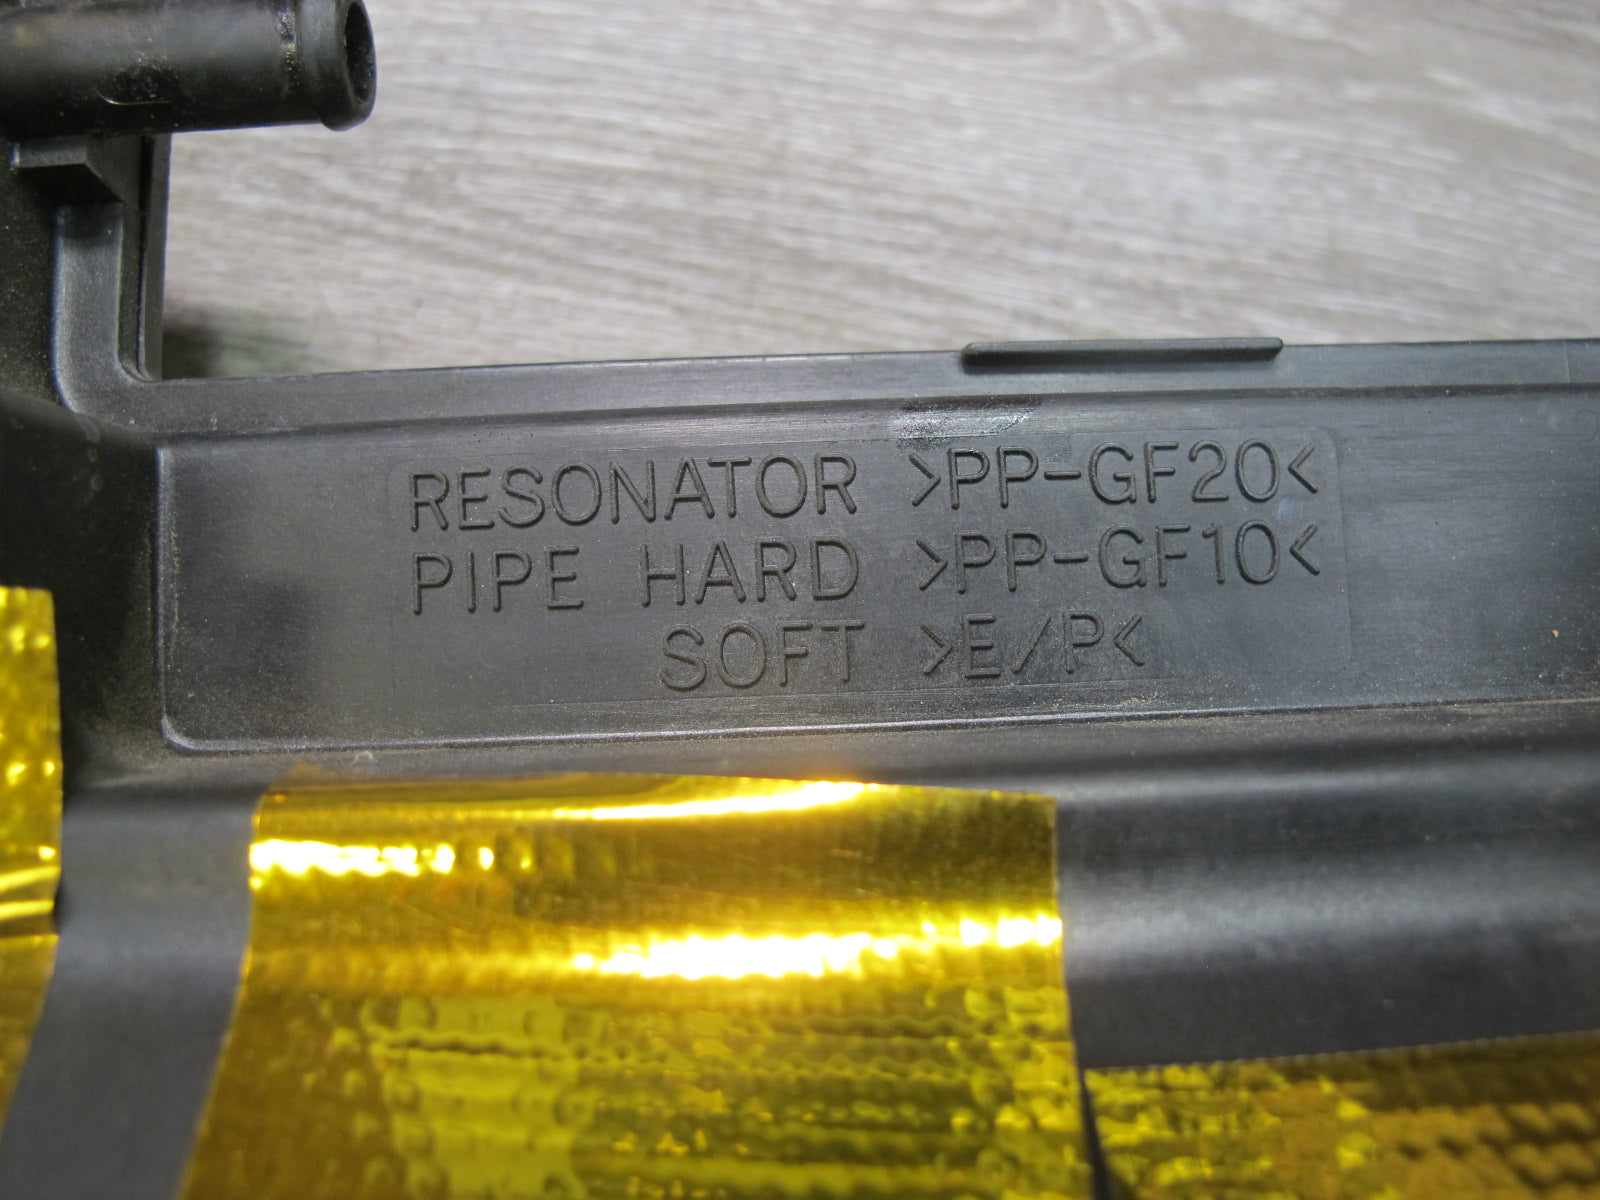 RESONATOR >PP-GF20<
PIPE HARD >PP-GF10<
SOFT >E/P<